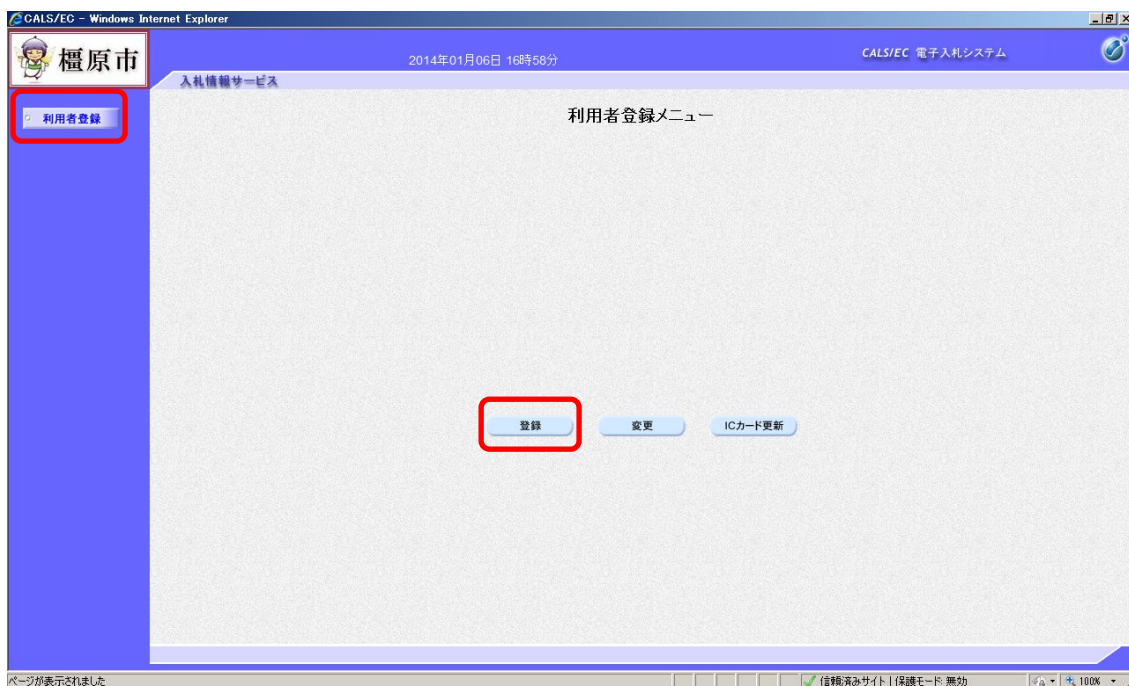 CALS/EC - Windows Internet Explorer
橿原市
2014年01月06日 16時58分
CALS/EC 電子入札システム
入札情報サービス
利用者登録
利用者登録メニュー
登録
変更
ICカード更新
ページが表示されました
信頼済みサイト | 保護モード: 無効
100%